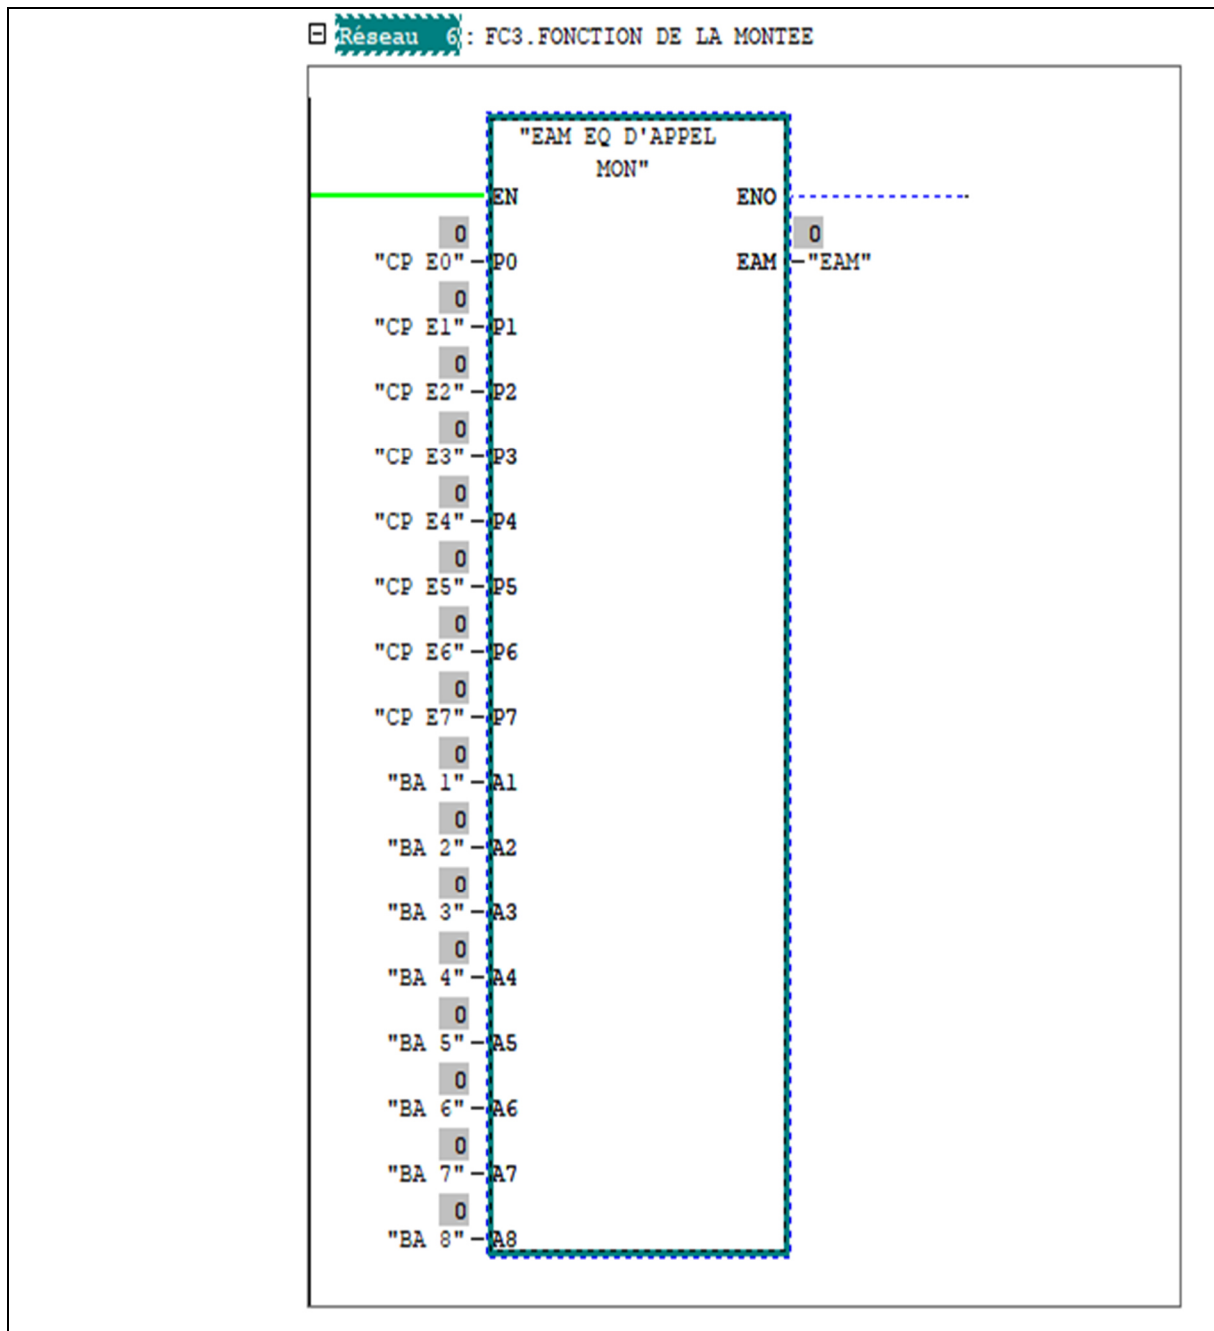 Réseau 6 : FC3.FONCTION DE LA MONTEE
"EAM EQ D'APPEL
MON"
EN ENO
0 0
"CP E0" P0 EAM "EAM"
0
"CP E1" P1
0
"CP E2" P2
0
"CP E3" P3
0
"CP E4" P4
0
"CP E5" P5
0
"CP E6" P6
0
"CP E7" P7
0
"BA 1" A1
0
"BA 2" A2
0
"BA 3" A3
0
"BA 4" A4
0
"BA 5" A5
0
"BA 6" A6
0
"BA 7" A7
0
"BA 8" A8